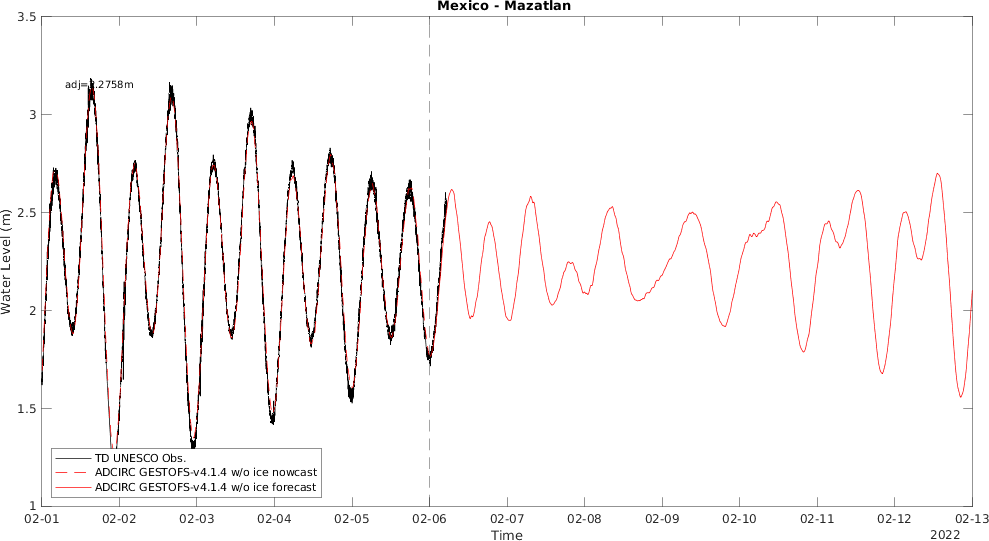 Mexico - Mazatlan
3.5
3
2.5
2
1.5
1
Water Level (m)
TD UNESCO Obs.
ADCIRC GESTOFS-v4.1.4 w/o ice nowcast
ADCIRC GESTOFS-v4.1.4 w/o ice forecast
02-01 02-02 02-03 02-04 02-05 02-06 02-07 02-08 02-09 02-10 02-11 02-12 02-13
Time
2022